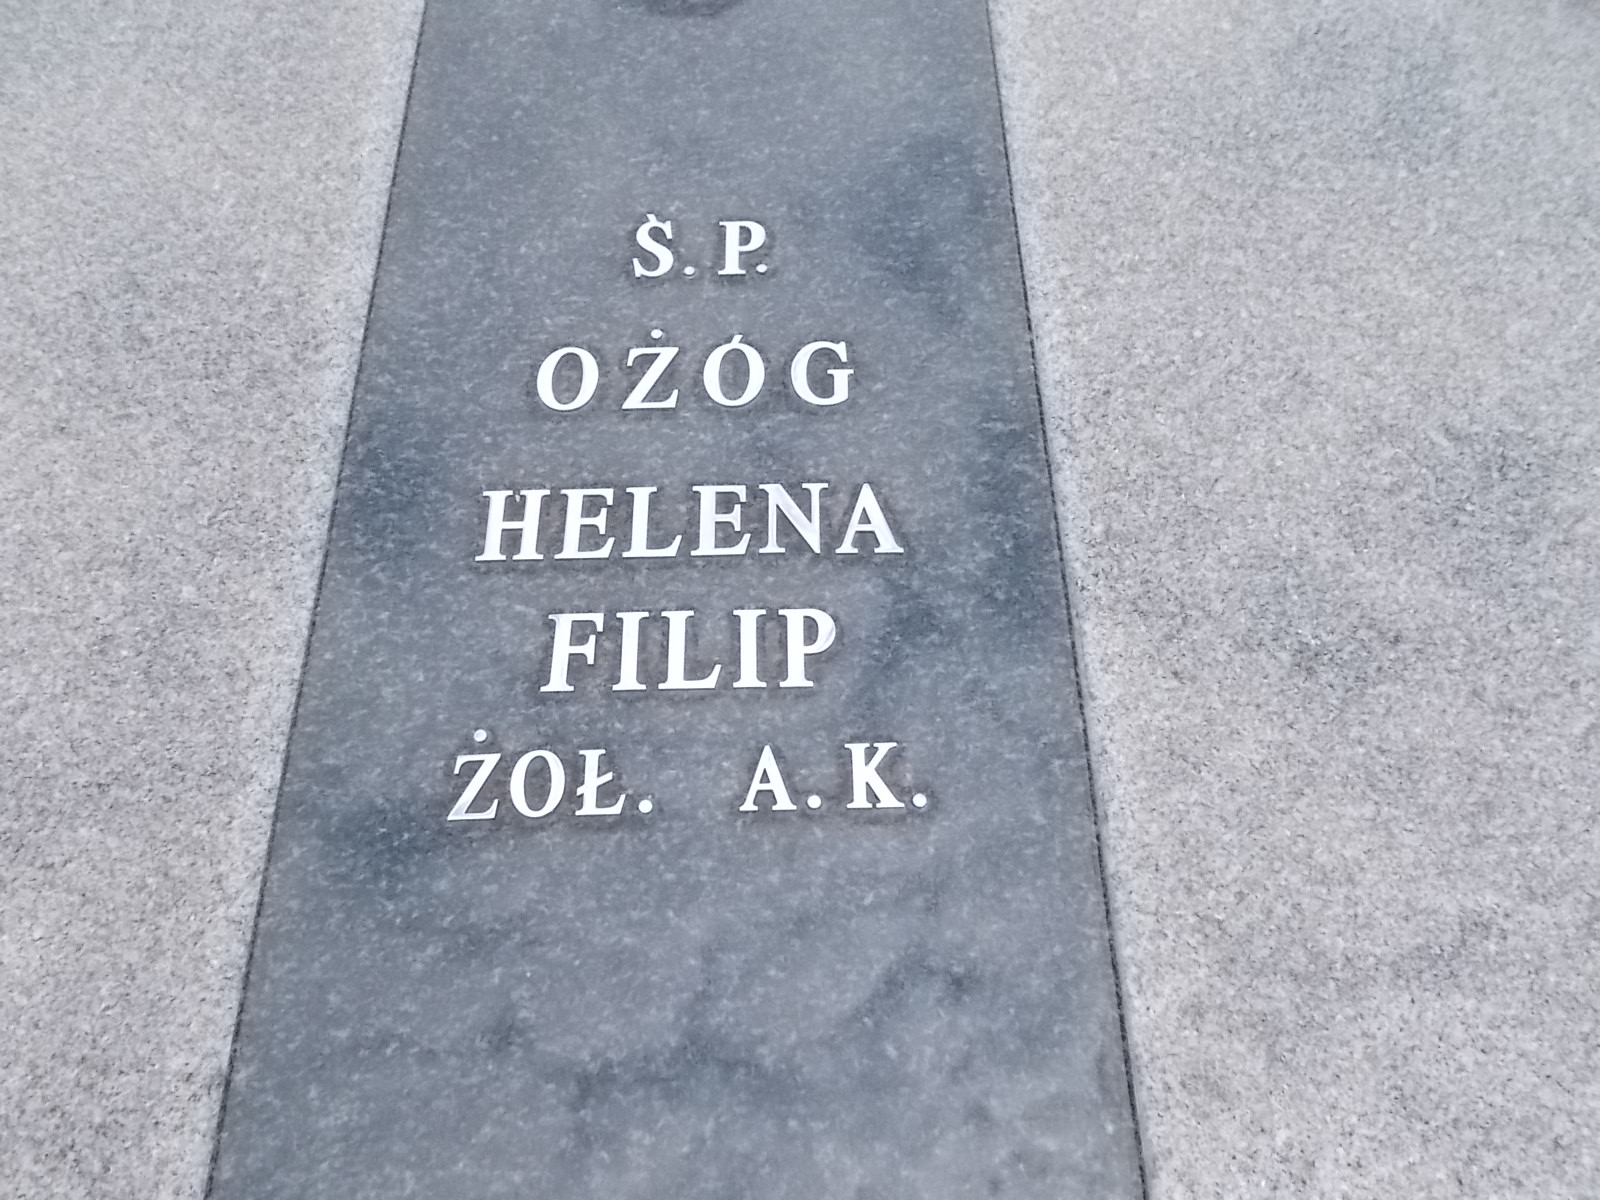 Ś. P.
OŻÓG
HELENA
FILIP
ŻOŁ. A. K.